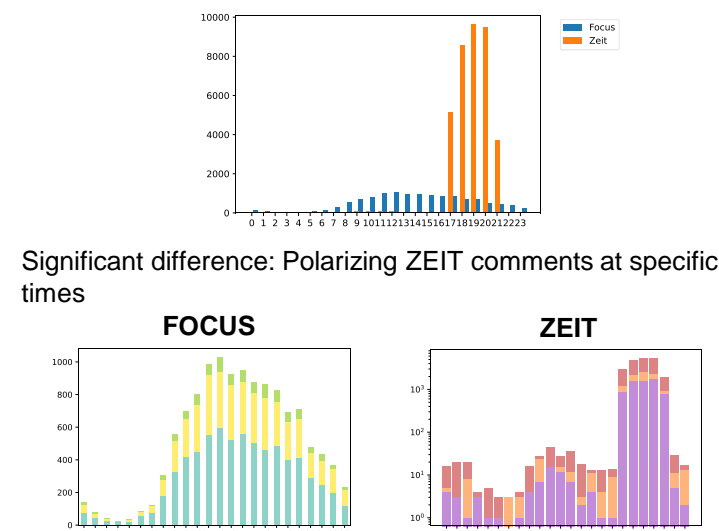 10000
Focus
Zeit
8000
6000
4000
2000
0
0 1 2 3 4 5 6 7 8 9 10 11 12 13 14 15 16 17 18 19 20 21 22 23
Significant difference: Polarizing ZEIT comments at specific
times
FOCUS
ZEIT
1000
800
600
400
200
0
10³
10²
10¹
10⁰